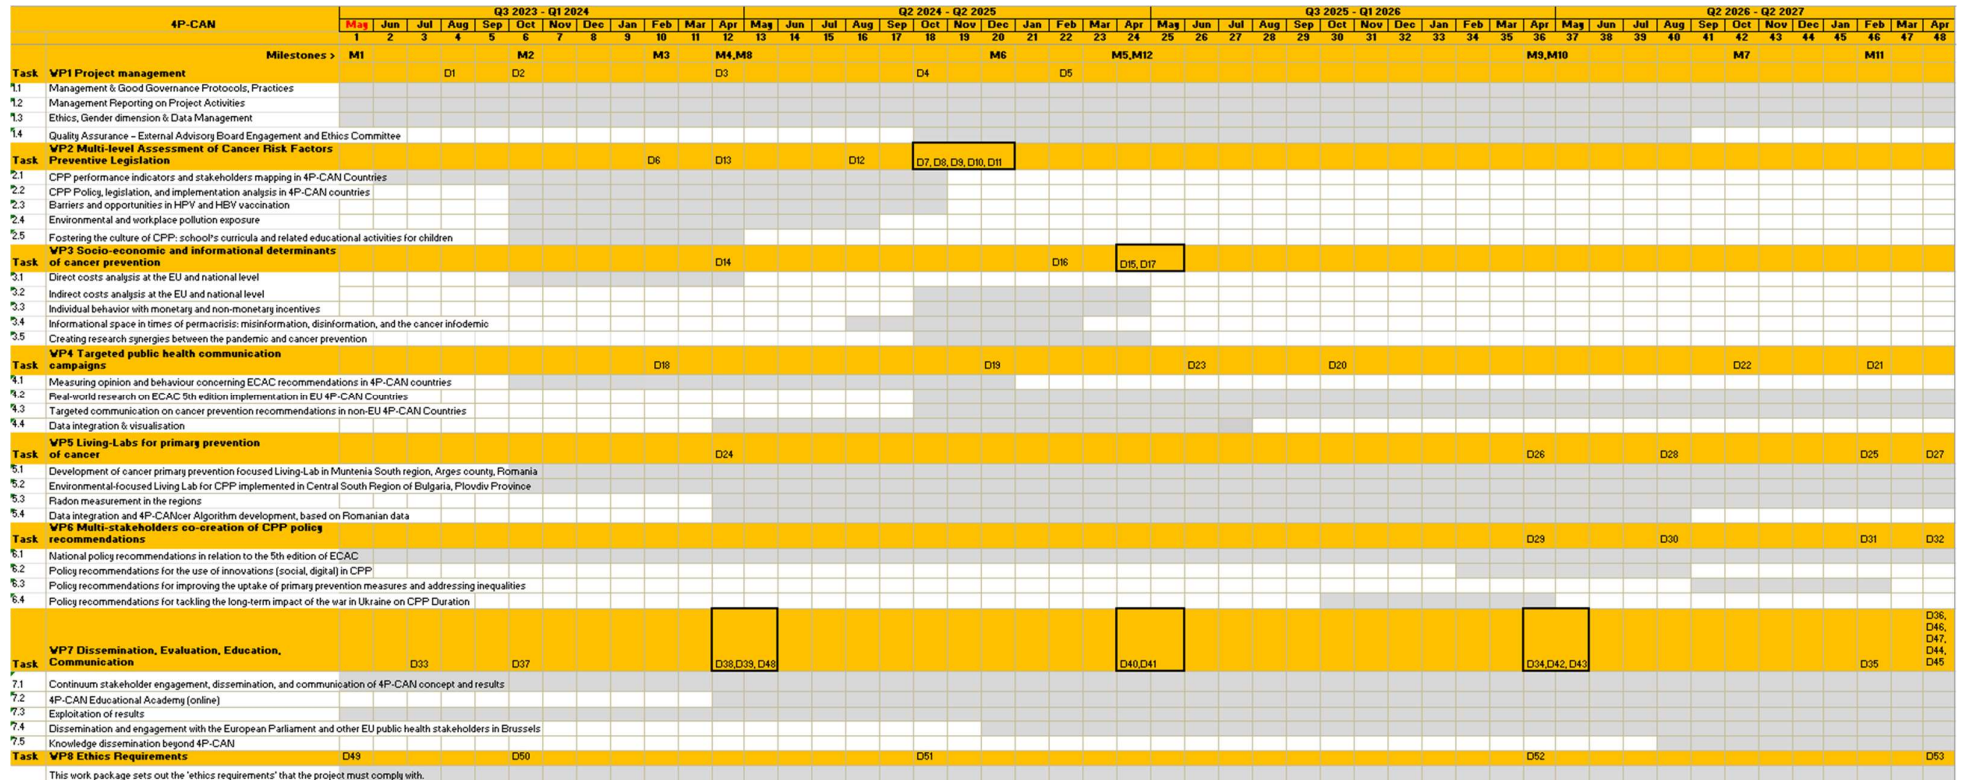 Q3 2023 - Q1 2024 Q2 2024 - Q2 2025 Q3 2025 - Q1 2026 Q2 2026 - Q2 2027
4P-CAN May Jun Jul Aug Sep Oct Nov Dec Jan Feb Mar Apr May Jun Jul Aug Sep Oct Nov Dec Jan Feb Mar Apr May Jun Jul Aug Sep Oct Nov Dec Jan Feb Mar Apr May Jun Jul Aug Sep Oct Nov Dec Jan Feb Mar Apr
1 2 3 4 5 6 7 8 9 10 11 12 13 14 15 16 17 18 19 20 21 22 23 24 25 26 27 28 29 30 31 32 33 34 35 36 37 38 39 40 41 42 43 44 45 46 47 48
Milestones > M1 M2 M3 M4,M8 M6 M5,M12 M9,M10 M7 M11
Task WP1 Project management D1 D2 D3 D4 D5
1.1 Management & Good Governance Protocols, Practices
1.2 Management Reporting on Project Activities
1.3 Ethics, Gender dimension & Data Management
1.4 Quality Assurance – External Advisory Board Engagement and Ethics Committee
WP2 Multi-level Assessment of Cancer Risk Factors
Task Preventive Legislation D6 D13 D12 D7, D8, D9, D10, D11
2.1 CPP performance indicators and stakeholders mapping in 4P-CAN Countries
2.2 CPP Policy, legislation, and implementation analysis in 4P-CAN countries
2.3 Barriers and opportunities in HPV and HBV vaccination
2.4 Environmental and workplace pollution exposure
2.5 Fostering the culture of CPP: school's curricula and related educational activities for children
WP3 Socio-economic and informational determinants
Task of cancer prevention D14 D16 D15, D17
3.1 Direct costs analysis at the EU and national level
3.2 Indirect costs analysis at the EU and national level
3.3 Individual behavior with monetary and non-monetary incentives
3.4 Informational space in times of permacrisis: misinformation, disinformation, and the cancer infodemic
3.5 Creating research synergies between the pandemic and cancer prevention
WP4 Targeted public health communication
Task campaigns D18 D19 D23 D20 D22 D21
4.1 Measuring opinion and behaviour concerning ECAC recommendations in 4P-CAN countries
4.2 Real-world research on ECAC 5th edition implementation in EU 4P-CAN Countries
4.3 Targeted communication on cancer prevention recommendations in non-EU 4P-CAN Countries
4.4 Data integration & visualisation
WP5 Living-Labs for primary prevention
Task of cancer D24 D26 D28 D25 D27
5.1 Development of cancer primary prevention focused Living-Lab in Muntenia South region, Arges county, Romania
5.2 Environmental-focused Living Lab for CPP implemented in Central South Region of Bulgaria, Plovdiv Province
5.3 Radon measurement in the regions
5.4 Data integration and 4P-CANcer Algorithm development, based on Romanian data
WP6 Multi-stakeholders co-creation of CPP policy
Task recommendations D29 D30 D31 D32
6.1 National policy recommendations in relation to the 5th edition of ECAC
6.2 Policy recommendations for the use of innovations (social, digital) in CPP
6.3 Policy recommendations for improving the uptake of primary prevention measures and addressing inequalities
6.4 Policy recommendations for tackling the long-term impact of the war in Ukraine on CPP Duration
D36,
D46,
D47,
WP7 Dissemination, Evaluation, Education, D44,
Task Communication D33 D37 D38,D39, D48 D40,D41 D34,D42, D43 D35 D45
7.1 Continuum stakeholder engagement, dissemination, and communication of 4P-CAN concept and results
7.2 4P-CAN Educational Academy (online)
7.3 Exploitation of results
7.4 Dissemination and engagement with the European Parliament and other EU public health stakeholders in Brussels
7.5 Knowledge dissemination beyond 4P-CAN
Task WP8 Ethics Requirements D49 D50 D51 D52 D53
This work package sets out the 'ethics requirements' that the project must comply with.